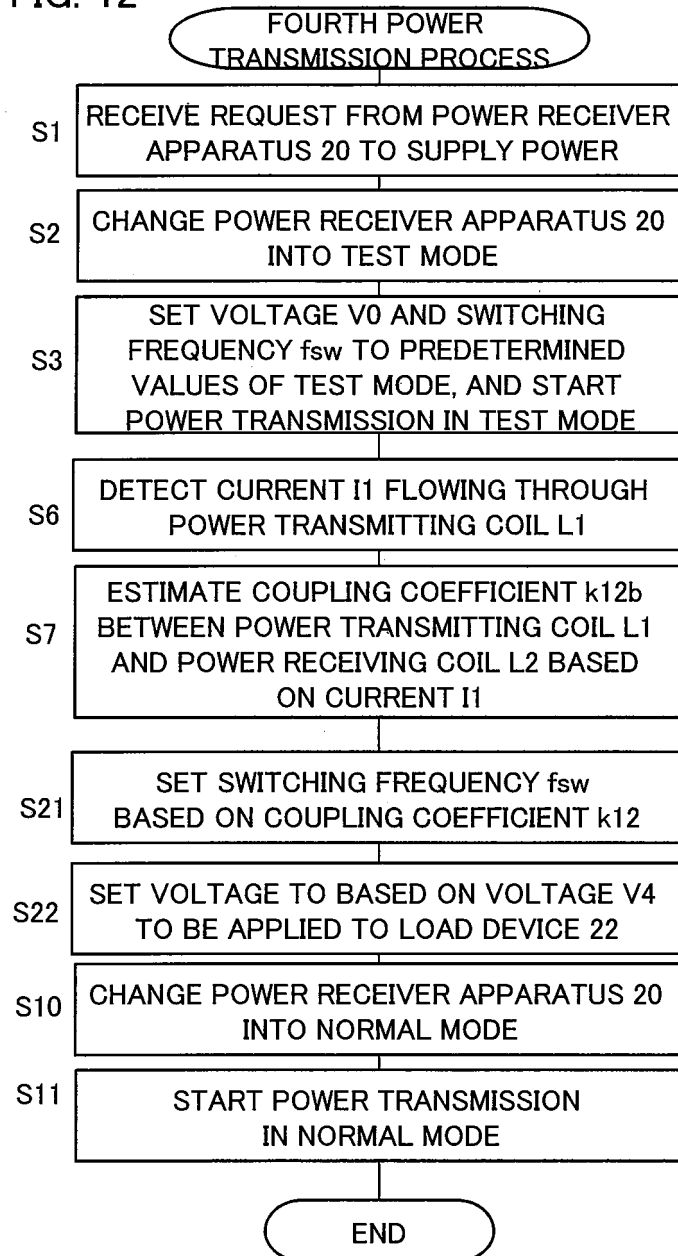 FIG. 12
FOURTH POWER
TRANSMISSION PROCESS
S1
RECEIVE REQUEST FROM POWER RECEIVER
APPARATUS 20 TO SUPPLY POWER
S2
CHANGE POWER RECEIVER APPARATUS 20
INTO TEST MODE
S3
SET VOLTAGE V0 AND SWITCHING
FREQUENCY fsw TO PREDETERMINED
VALUES OF TEST MODE, AND START
POWER TRANSMISSION IN TEST MODE
S6
DETECT CURRENT I1 FLOWING THROUGH
POWER TRANSMITTING COIL L1
S7
ESTIMATE COUPLING COEFFICIENT k12b
BETWEEN POWER TRANSMITTING COIL L1
AND POWER RECEIVING COIL L2 BASED
ON CURRENT I1
S21
SET SWITCHING FREQUENCY fsw
BASED ON COUPLING COEFFICIENT k12
S22
SET VOLTAGE TO BASED ON VOLTAGE V4
TO BE APPLIED TO LOAD DEVICE 22
S10
CHANGE POWER RECEIVER APPARATUS 20
INTO NORMAL MODE
S11
START POWER TRANSMISSION
IN NORMAL MODE
END